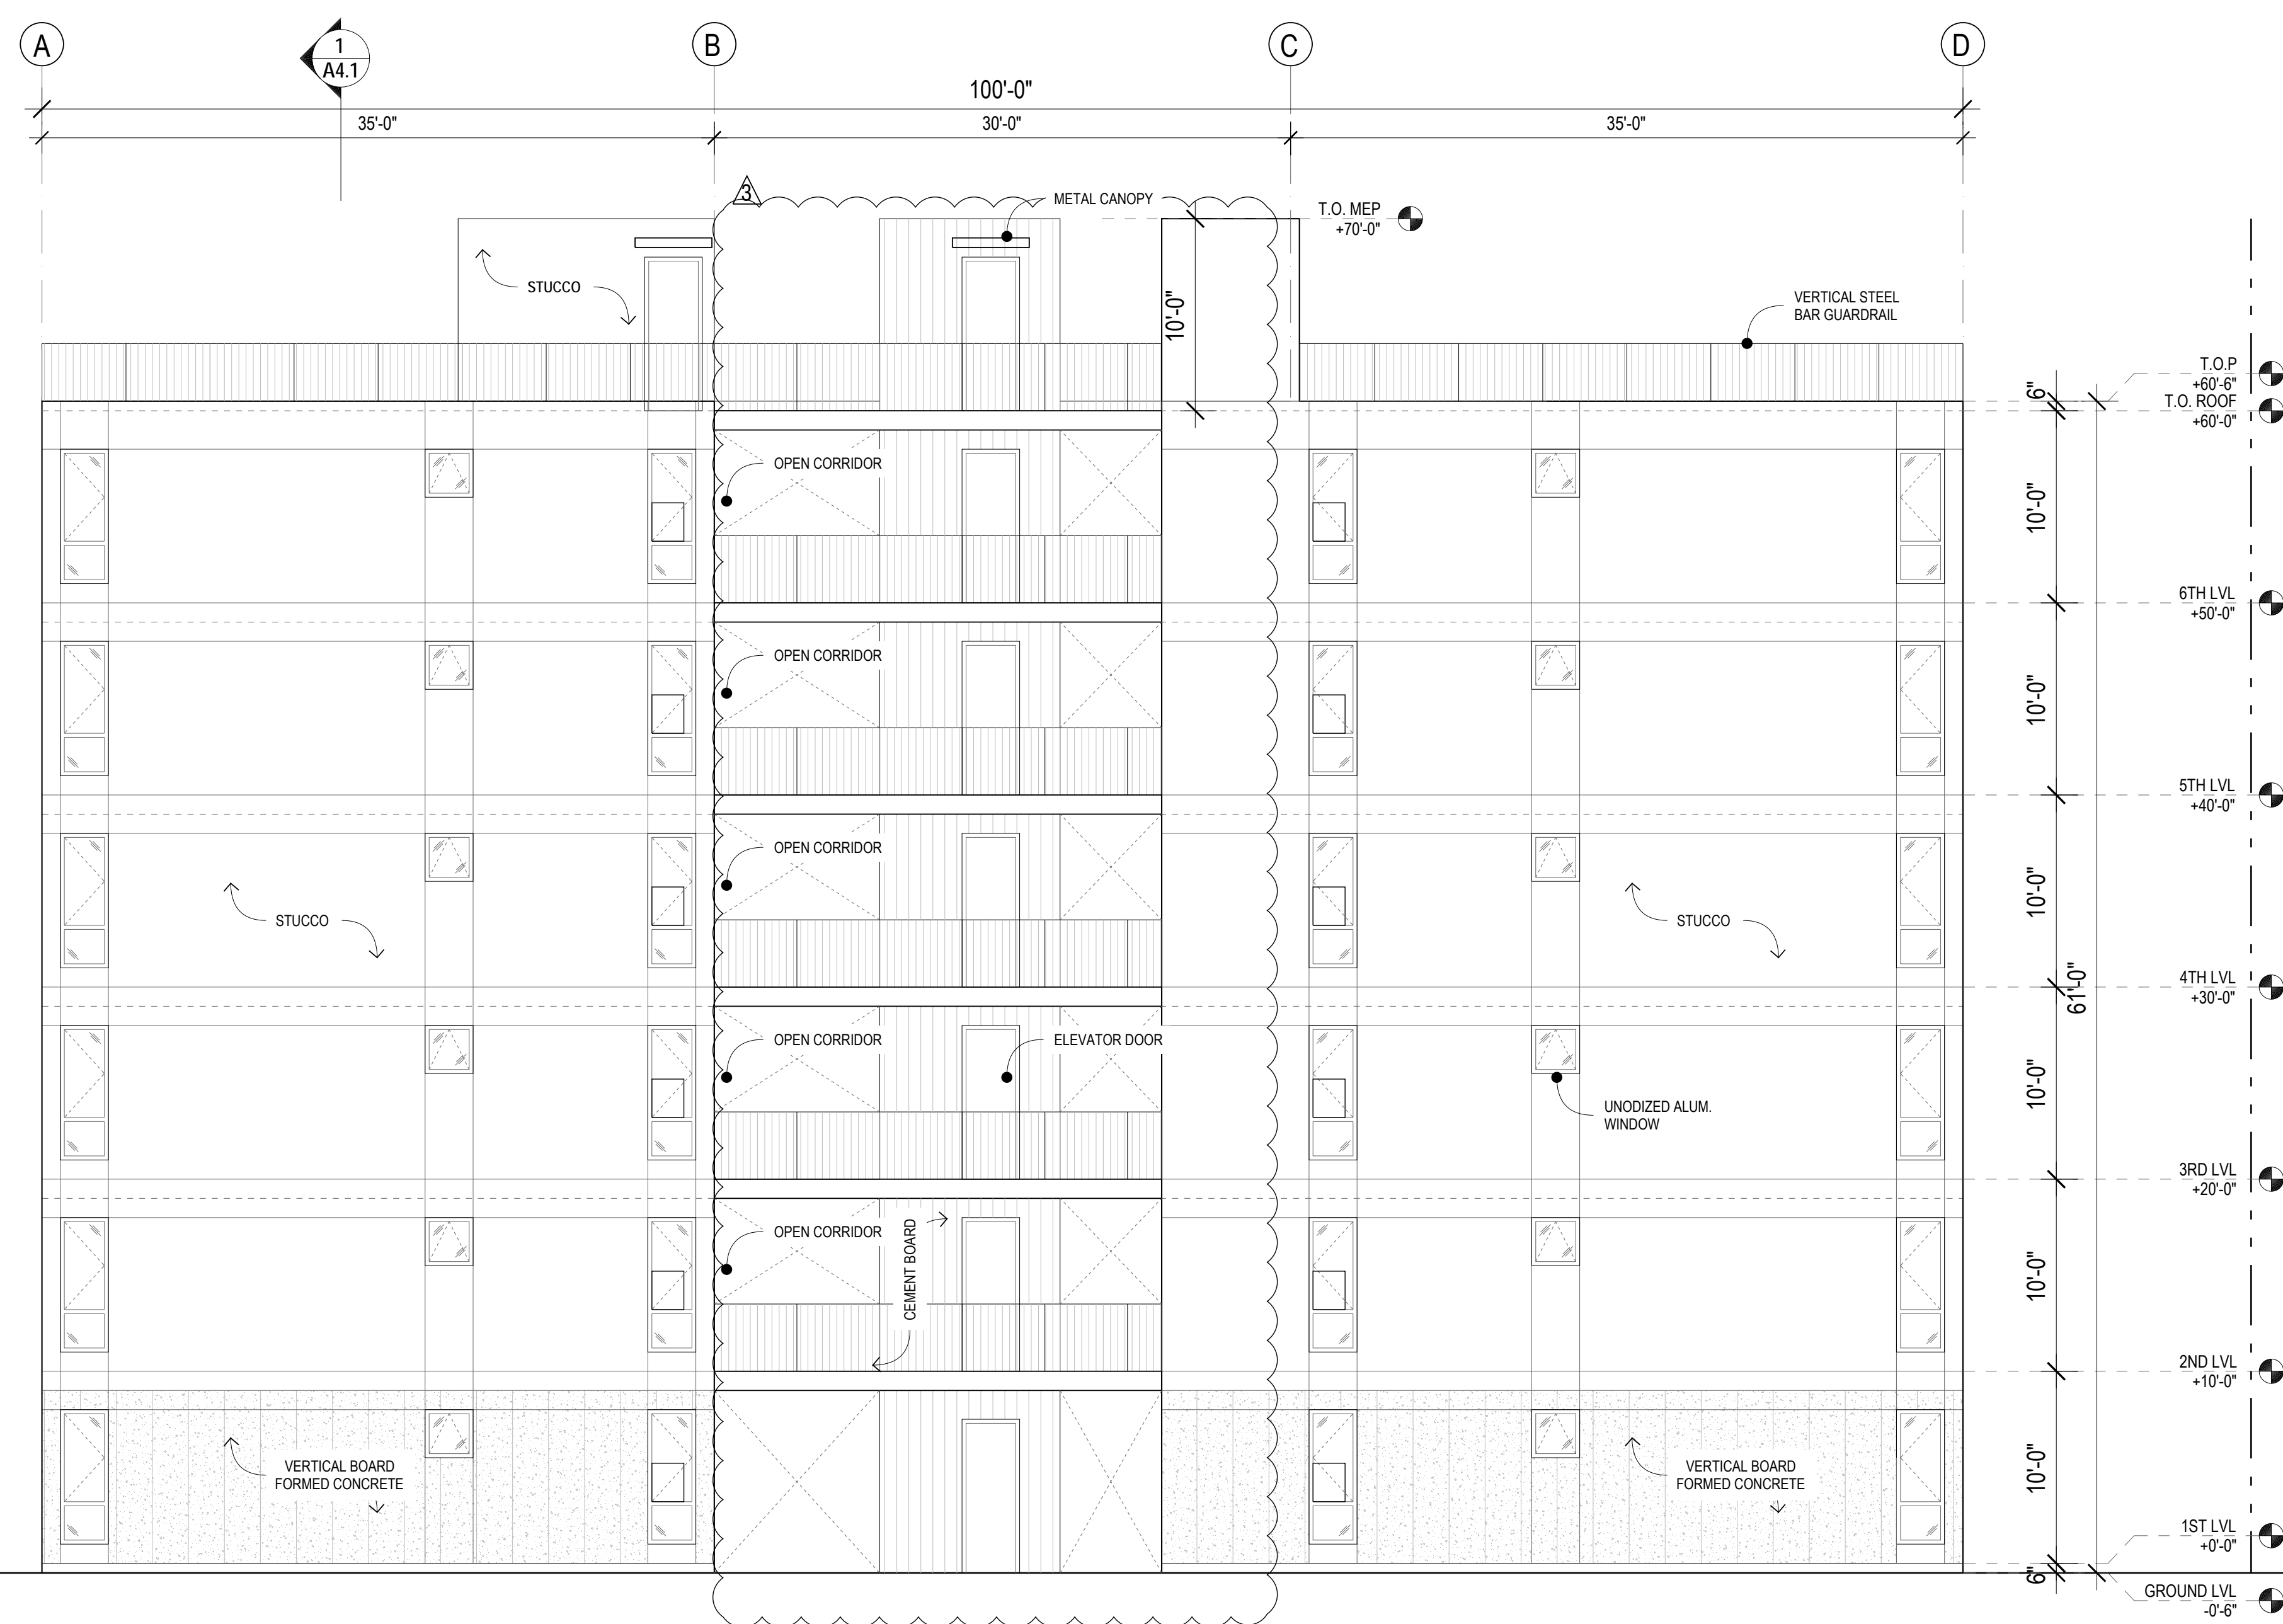 A
1
A4.1
B
C
D
100'-0"
35'-0"
30'-0"
35'-0"
3
METAL CANOPY
T.O. MEP
+70'-0"
STUCCO
10'-0"
VERTICAL STEEL
BAR GUARDRAIL
T.O.P
+60'-6"
6"
T.O. ROOF
+60'-0"
OPEN CORRIDOR
10'-0"
6TH LVL
+50'-0"
OPEN CORRIDOR
10'-0"
5TH LVL
+40'-0"
OPEN CORRIDOR
10'-0"
STUCCO
STUCCO
4TH LVL
+30'-0"
61'-0"
OPEN CORRIDOR
ELEVATOR DOOR
10'-0"
UNODIZED ALUM.
WINDOW
3RD LVL
+20'-0"
OPEN CORRIDOR
CEMENT BOARD
10'-0"
2ND LVL
+10'-0"
VERTICAL BOARD
FORMED CONCRETE
VERTICAL BOARD
FORMED CONCRETE
10'-0"
1ST LVL
+0'-0"
6"
GROUND LVL
-0'-6"